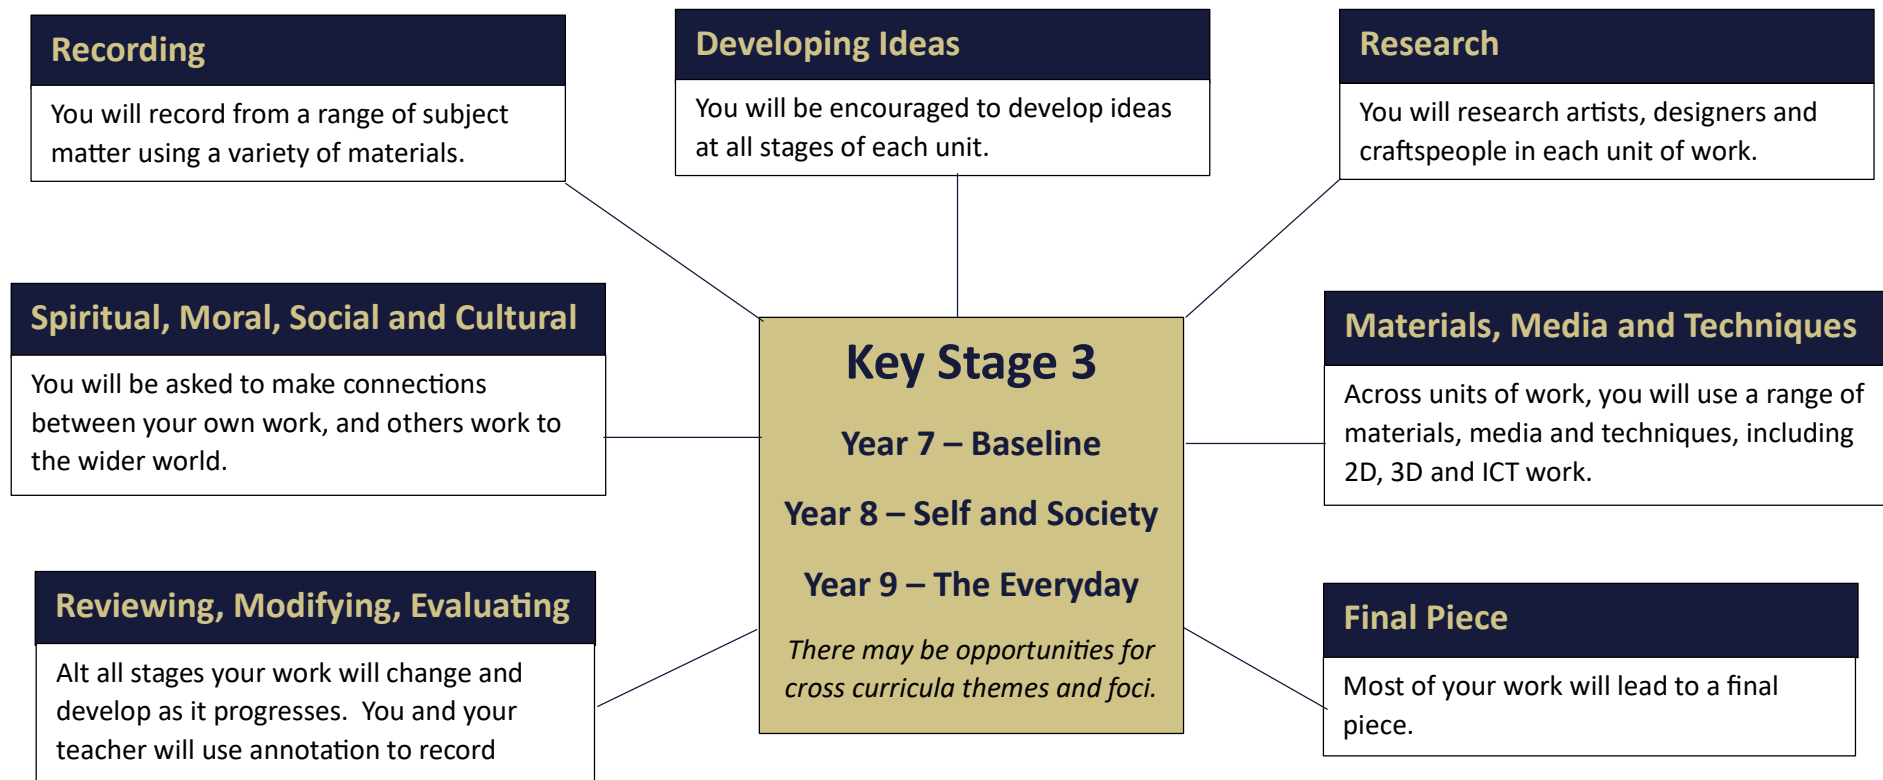 Recording
You will record from a range of subject
matter using a variety of materials.
Developing Ideas
You will be encouraged to develop ideas
at all stages of each unit.
Research
You will research artists, designers and
craftspeople in each unit of work.
Spiritual, Moral, Social and Cultural
You will be asked to make connections
between your own work, and others work to
the wider world.
Key Stage 3
Year 7 – Baseline
Year 8 – Self and Society
Year 9 – The Everyday
There may be opportunities for
cross curricula themes and foci.
Materials, Media and Techniques
Across units of work, you will use a range of
materials, media and techniques, including
2D, 3D and ICT work.
Reviewing, Modifying, Evaluating
Alt all stages your work will change and
develop as it progresses.  You and your
teacher will use annotation to record
Final Piece
Most of your work will lead to a final
piece.